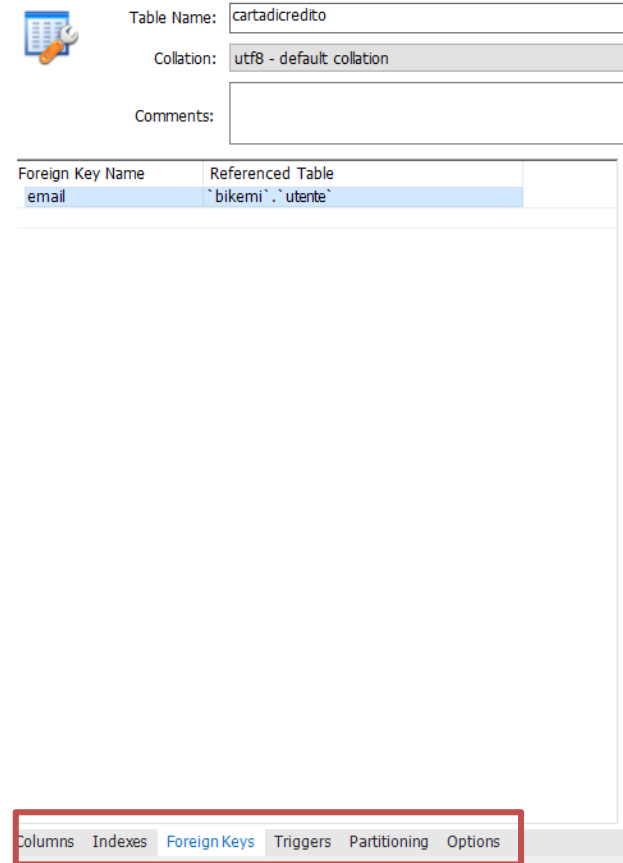 Table Name: cartadicredito
Collation: utf8 - default collation
Comments:
Foreign Key Name Referenced Table
email `bikemi`.`utente`
Columns Indexes Foreign Keys Triggers Partitioning Options